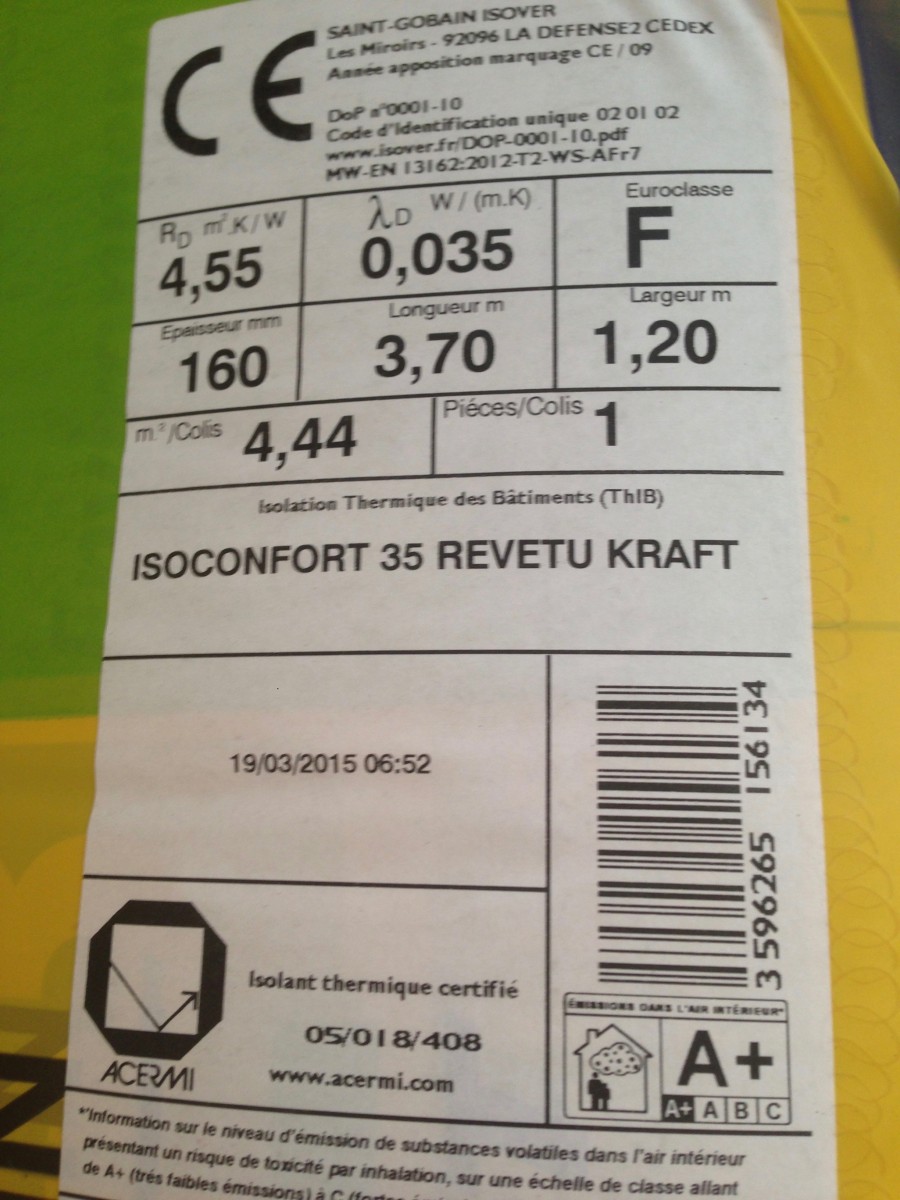 CE
SAINT-GOBAIN ISOVER
Les Miroirs - 92096 LA DEFENSE2 CEDEX
Année apposition marquage CE / 09
DoP n°0001-10
Code d'Identification unique 02 01 02
www.isover.fr/DOP-0001-10.pdf
MW-EN 13162:2012-T2-WS-AFr7
RD m².K/W
4,55
λD W / (m.K)
0,035
Euroclasse
F
Epaisseur mm
160
Longueur m
3,70
Largeur m
1,20
m.²/Colis 4,44
Piéces/Colis 1
Isolation Thermique des Bâtiments (ThIB)
ISOCONFORT 35 REVETU KRAFT
19/03/2015 06:52
3 596265 156134
ACERMI
Isolant thermique certifié
05/018/408
www.acermi.com
ÉMISSIONS DANS L'AIR INTÉRIEUR*
A+
A+ A B C
*Information sur le niveau d'émission de substances volatiles dans l'air intérieur
présentant un risque de toxicité par inhalation, sur une échelle de classe allant
de A+ (trés faibles émissions) à C